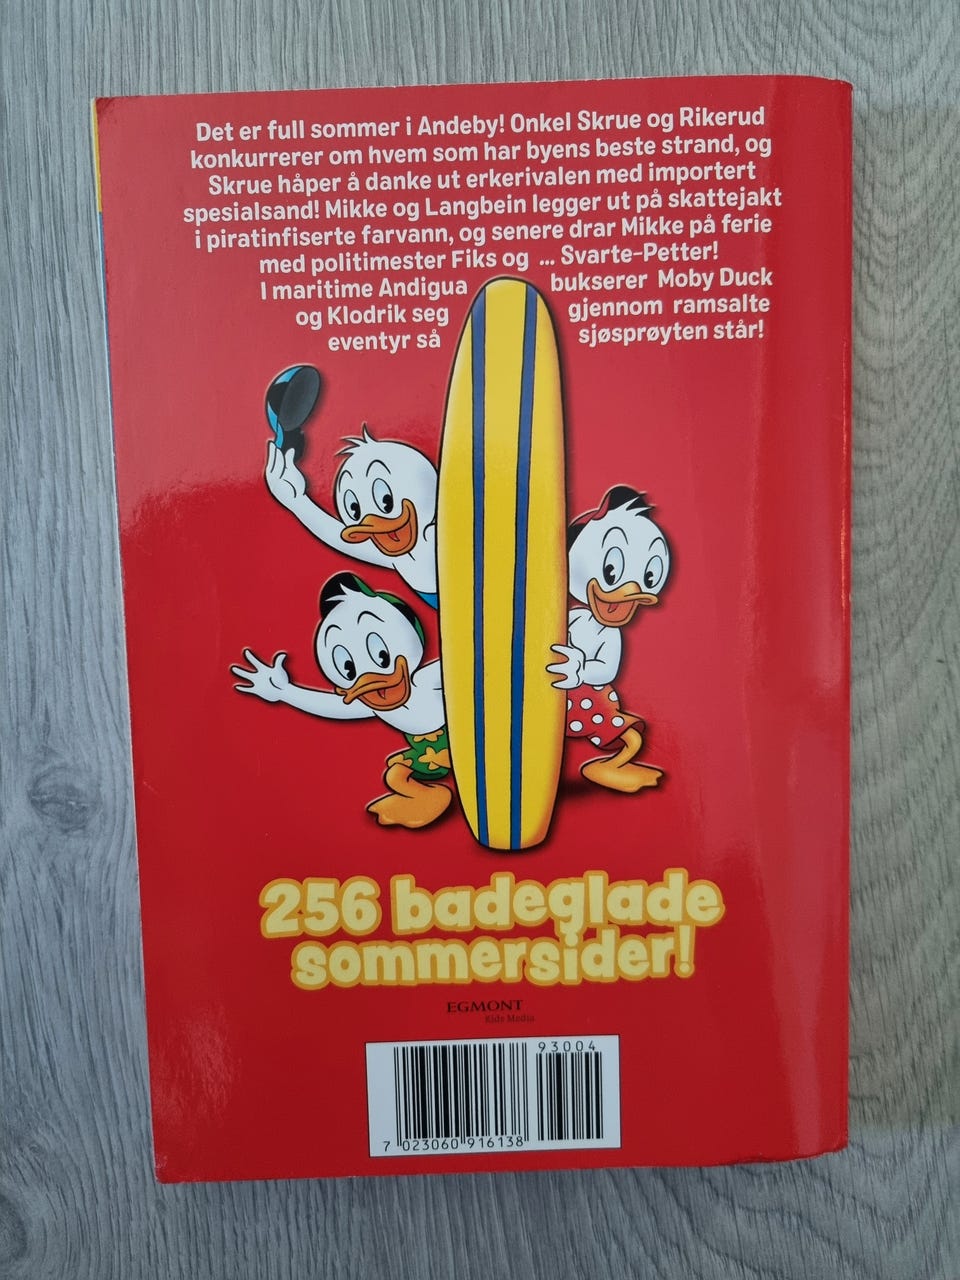 Det er full sommer i Andeby! Onkel Skrue og Rikerud
konkurrerer om hvem som har byens beste strand, og
Skrue håper å danke ut erkerivalen med importert
spesialsand! Mikke og Langbein legger ut på skattejakt
i piratinfiserte farvann, og senere drar Mikke på ferie
med politimester Fiks og ... Svarte-Petter!
I maritime Andigua bukserer Moby Duck
og Klodrik seg gjennom ramsalte
eventyr så sjøsprøyten står!
256 badeglade
sommersider!
EGMONT
Kids Media
93004
7 023060 916138